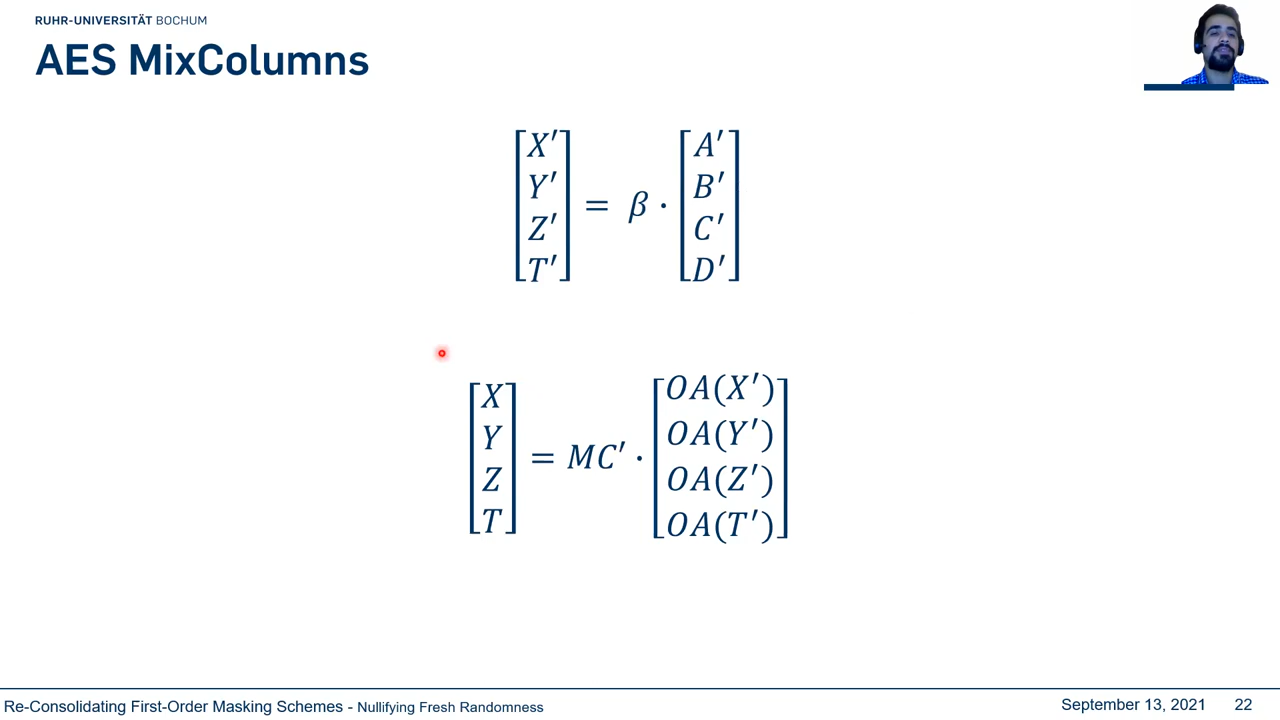 RUHR-UNIVERSITÄT BOCHUM
AES MixColumns
[X′ Y′ Z′ T′] = β · [A′ B′ C′ D′]
[X Y Z T] = MC′ · [OA(X′) OA(Y′) OA(Z′) OA(T′)]
Re-Consolidating First-Order Masking Schemes - Nullifying Fresh Randomness
September 13, 2021 22